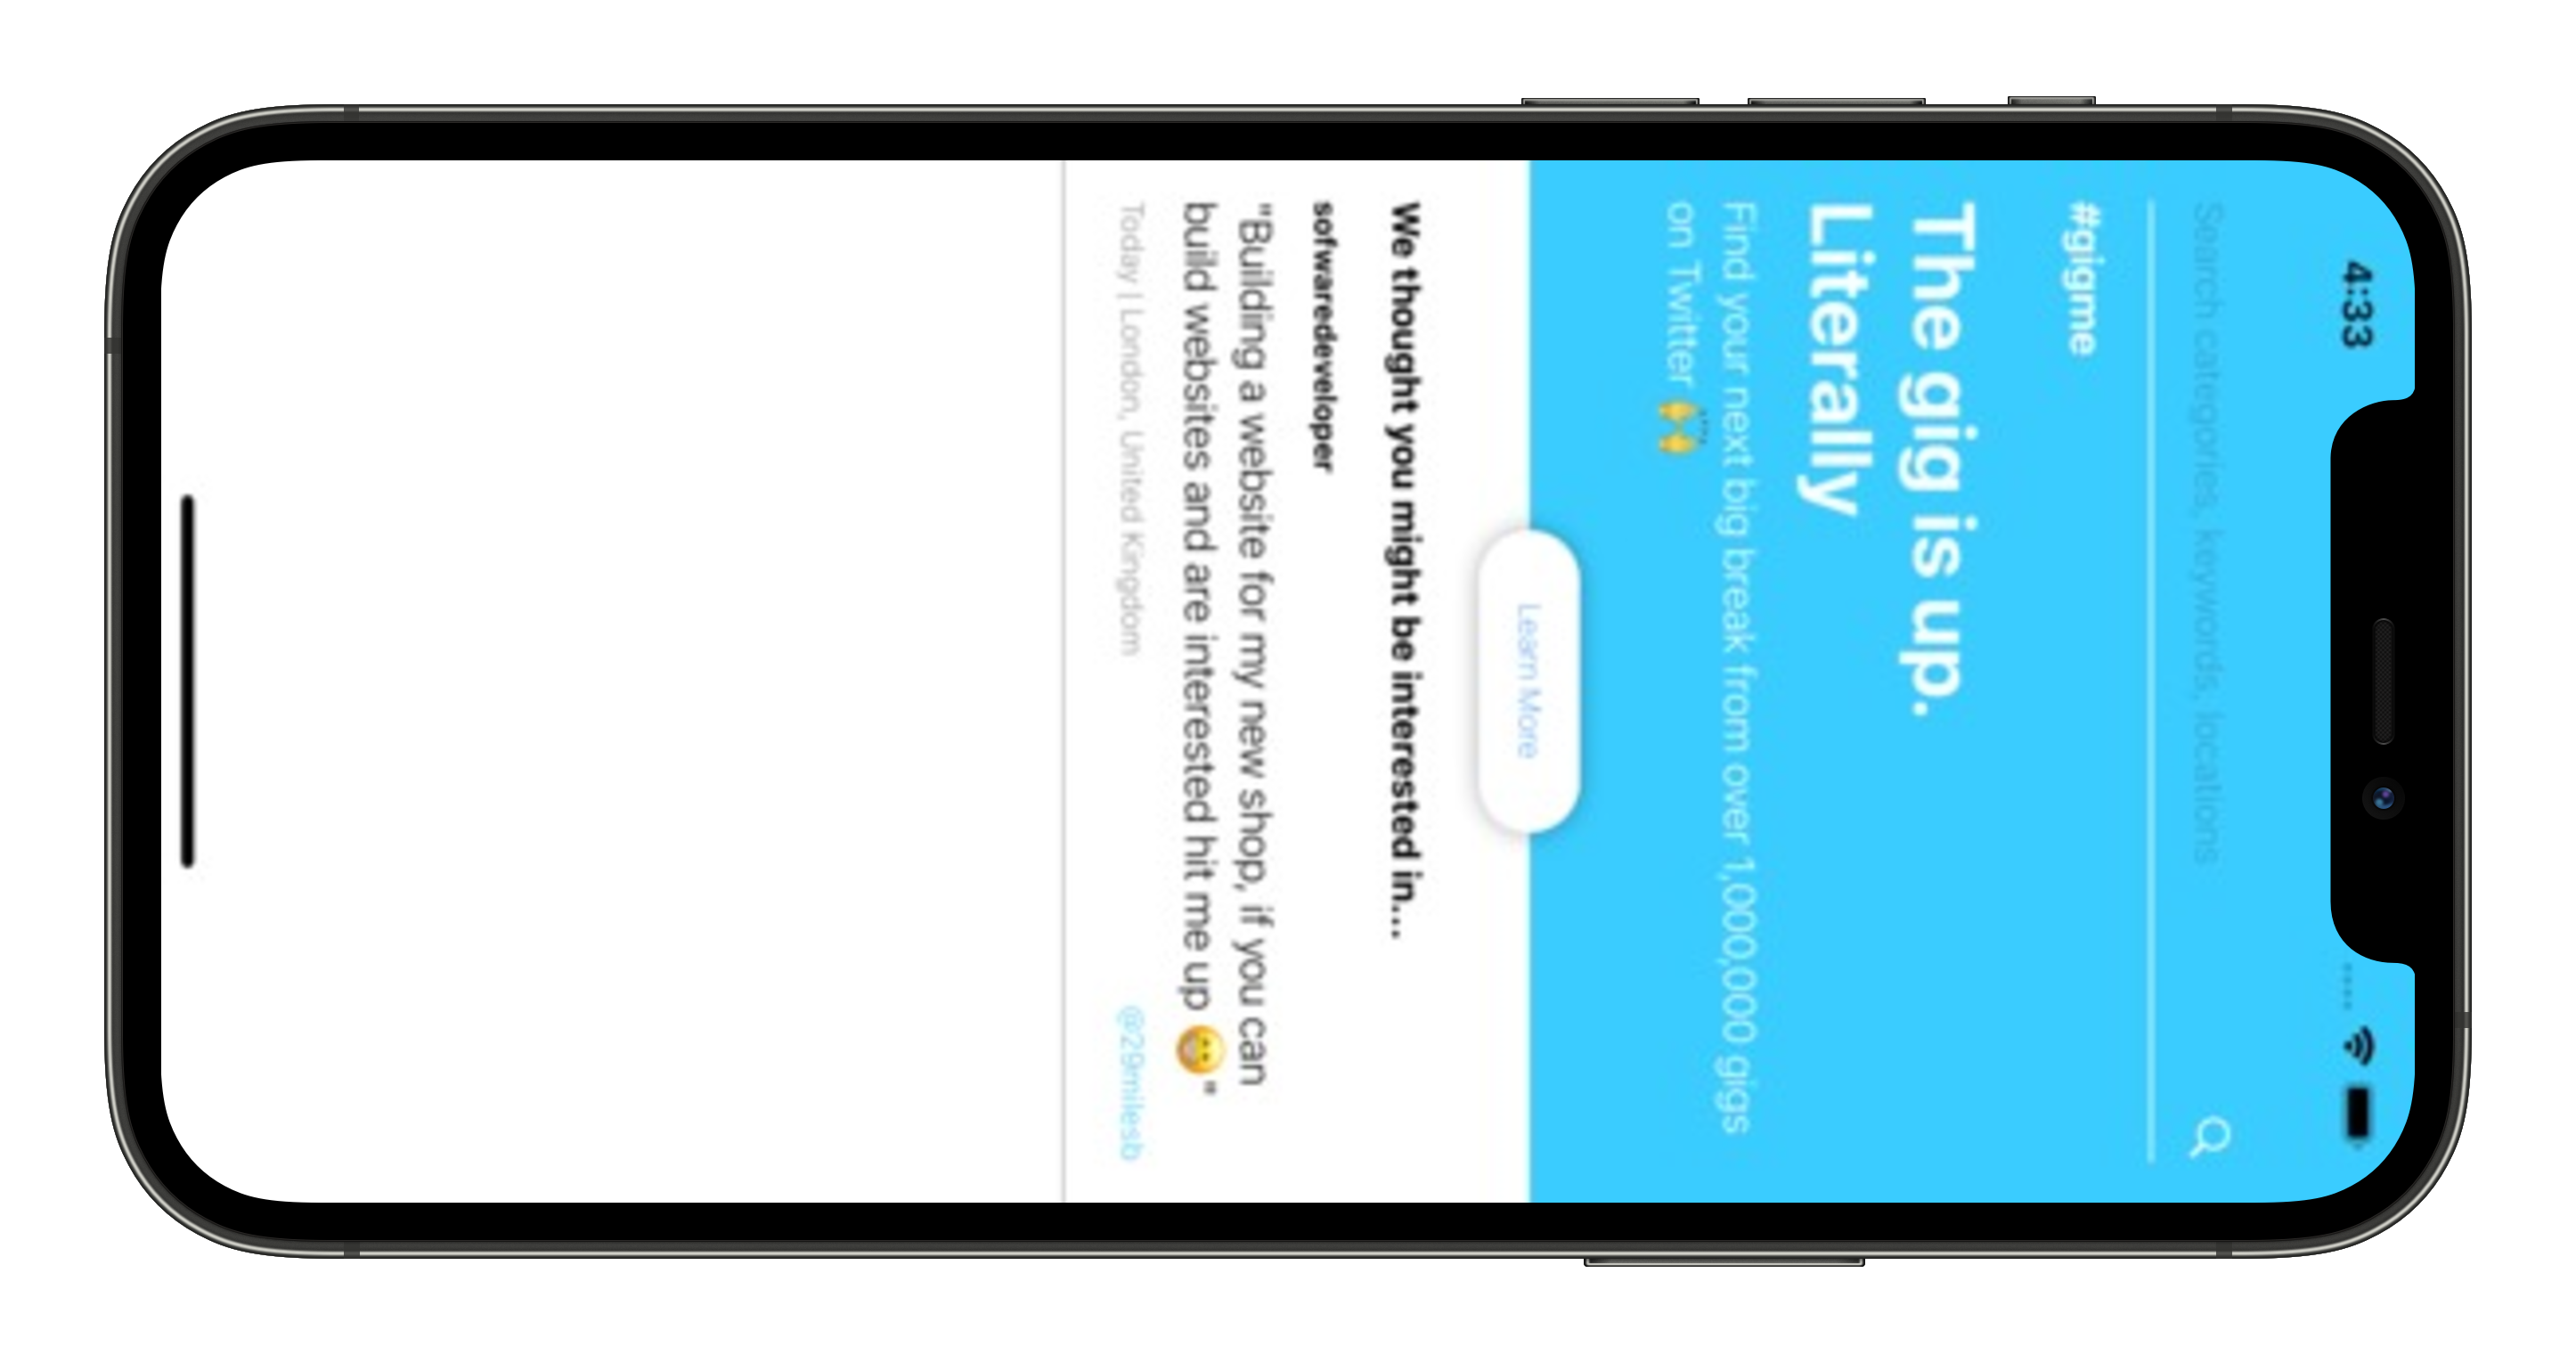 4:33
Search categories, keywords, locations
#gigme
The gig is up.
Literally
Find your next big break from over 1,000,0000 giggs
on Twitter 🙌
Learn More
We thought you might be interested in...
sofwaredeveloper
"Building a website for my new shop, if you can
build websites and are interested hit me up 😀"
Today | London, United Kingdom @29milesb